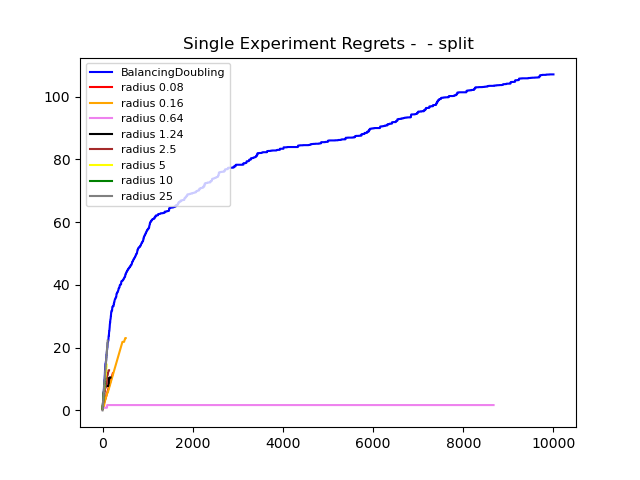 Single Experiment Regrets -  - split
BalancingDoubling
radius 0.08
radius 0.16
radius 0.64
radius 1.24
radius 2.5
radius 5
radius 10
radius 25
100
80
60
40
20
0
0 2000 4000 6000 8000 10000